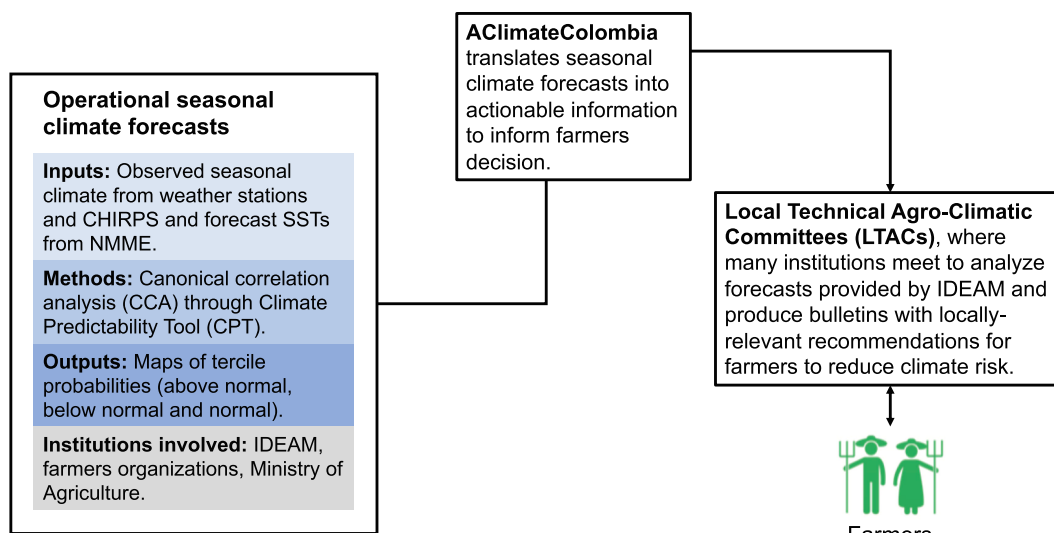 Operational seasonal
climate forecasts
Inputs: Observed seasonal
climate from weather stations
and CHIRPS and forecast SSTs
from NMME.
Methods: Canonical correlation
analysis (CCA) through Climate
Predictability Tool (CPT).
Outputs: Maps of tercile
probabilities (above normal,
below normal and normal).
Institutions involved: IDEAM,
farmers organizations, Ministry of
Agriculture.
AClimateColombia
translates seasonal
climate forecasts into
actionable information
to inform farmers
decision.
Local Technical Agro-Climatic
Committees (LTACs), where
many institutions meet to analyze
forecasts provided by IDEAM and
produce bulletins with locally-
relevant recommendations for
farmers to reduce climate risk.
Farmers